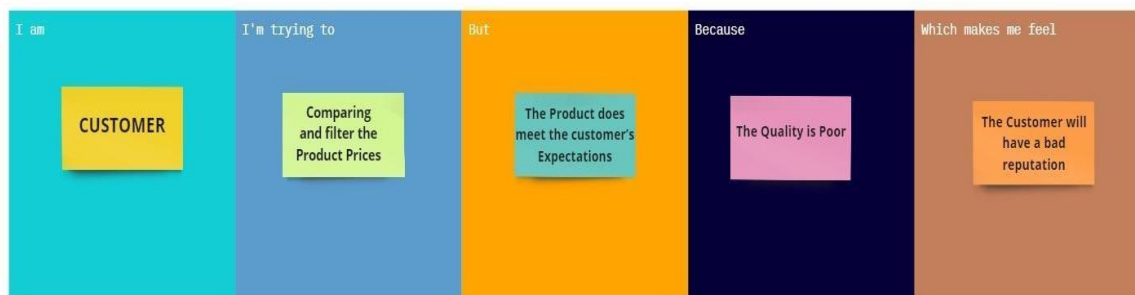 I am
CUSTOMER
I'm trying to
Comparing
and filter the
Product Prices
But
The Product does
meet the customer's
Expectations
Because
The Quality is Poor
Which makes me feel
The Customer will
have a bad
reputation